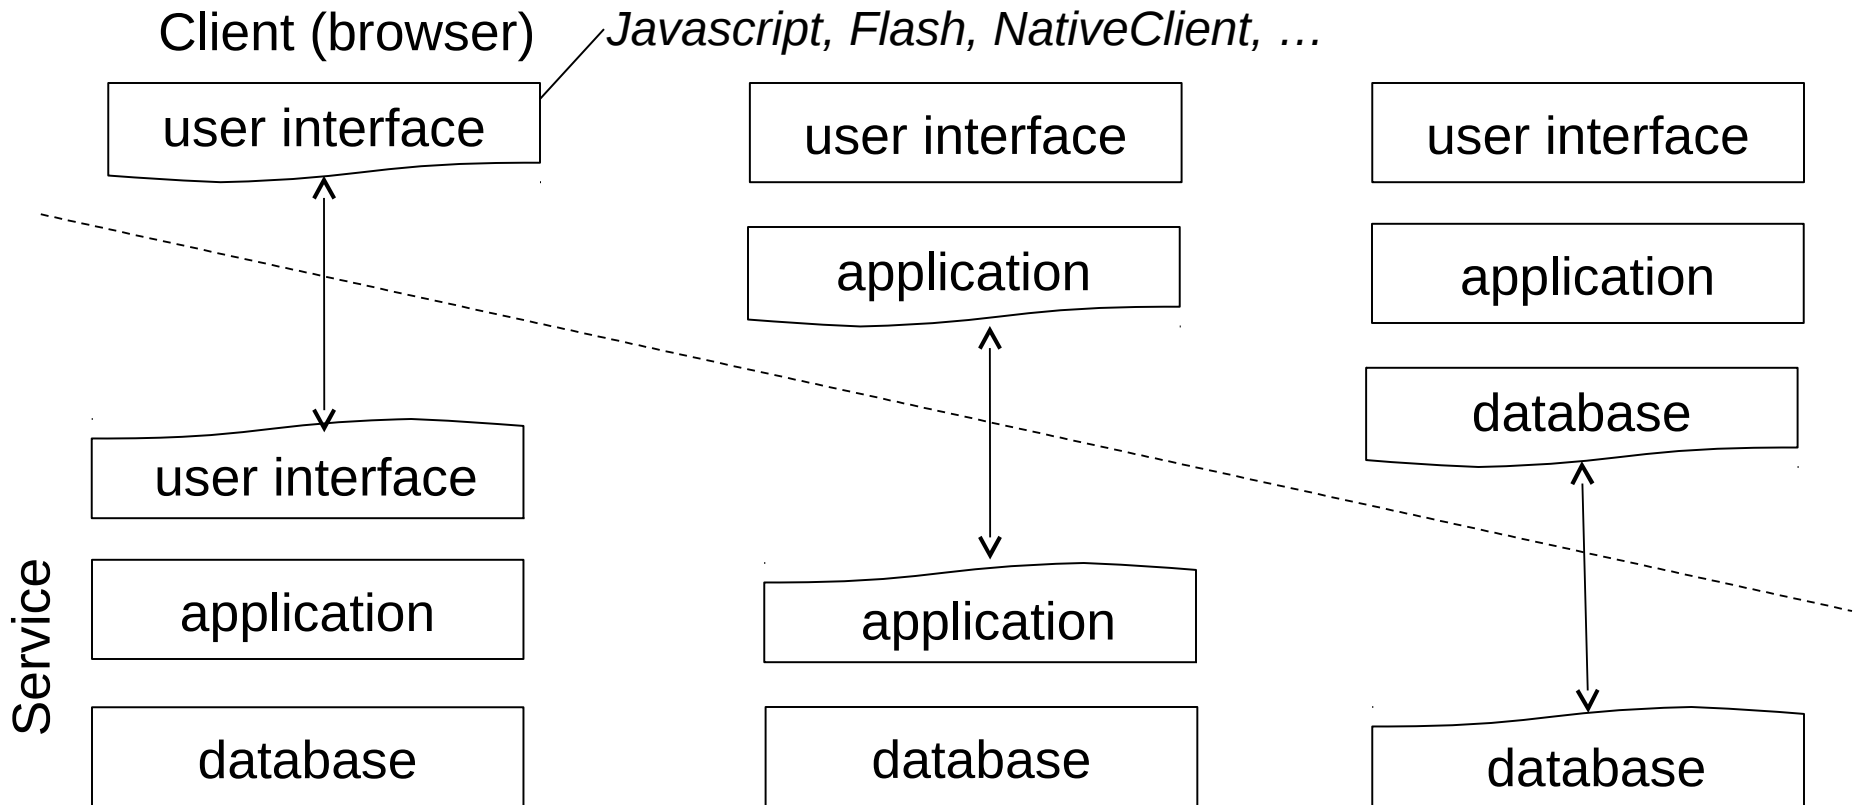 Client (browser)
Javascript, Flash, NativeClient, …
user interface
user interface
user interface
application
application
database
user interface
application
application
Service
database
database
database